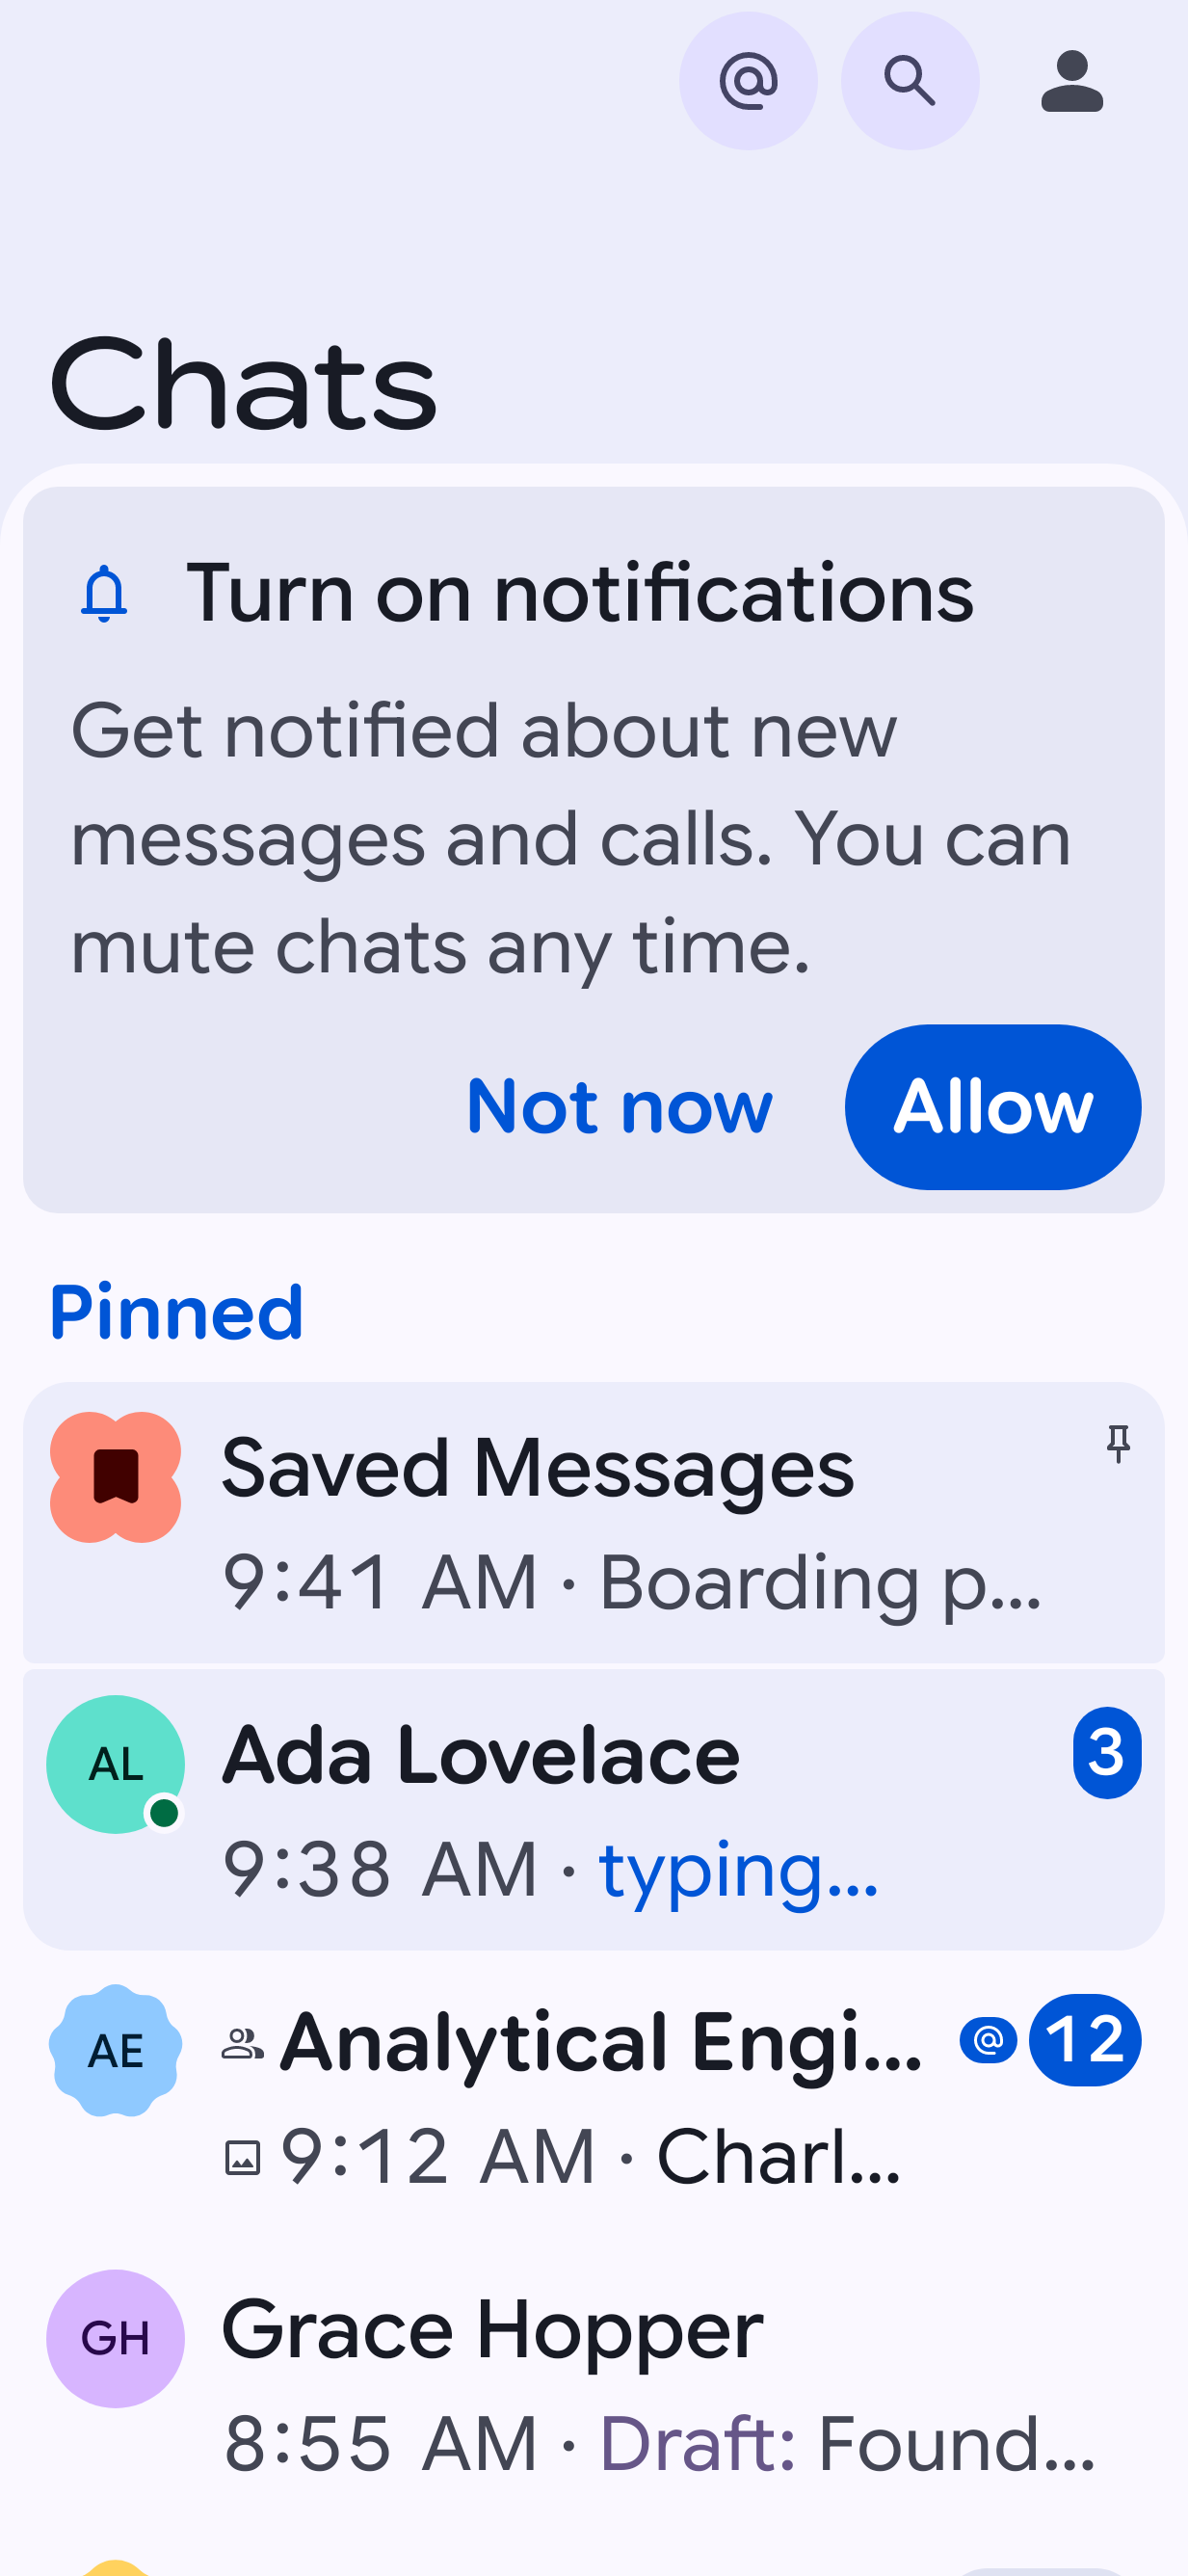 Chats
Turn on notifications
Get notified about new
messages and calls. You can
mute chats any time.
Not now
Allow
Pinned
Saved Messages
9:41 AM · Boarding p...
AL
Ada Lovelace
3
9:38 AM · typing...
AE
Analytical Engi...
@
12
9:12 AM · Charl...
GH
Grace Hopper
8:55 AM · Draft: Found...